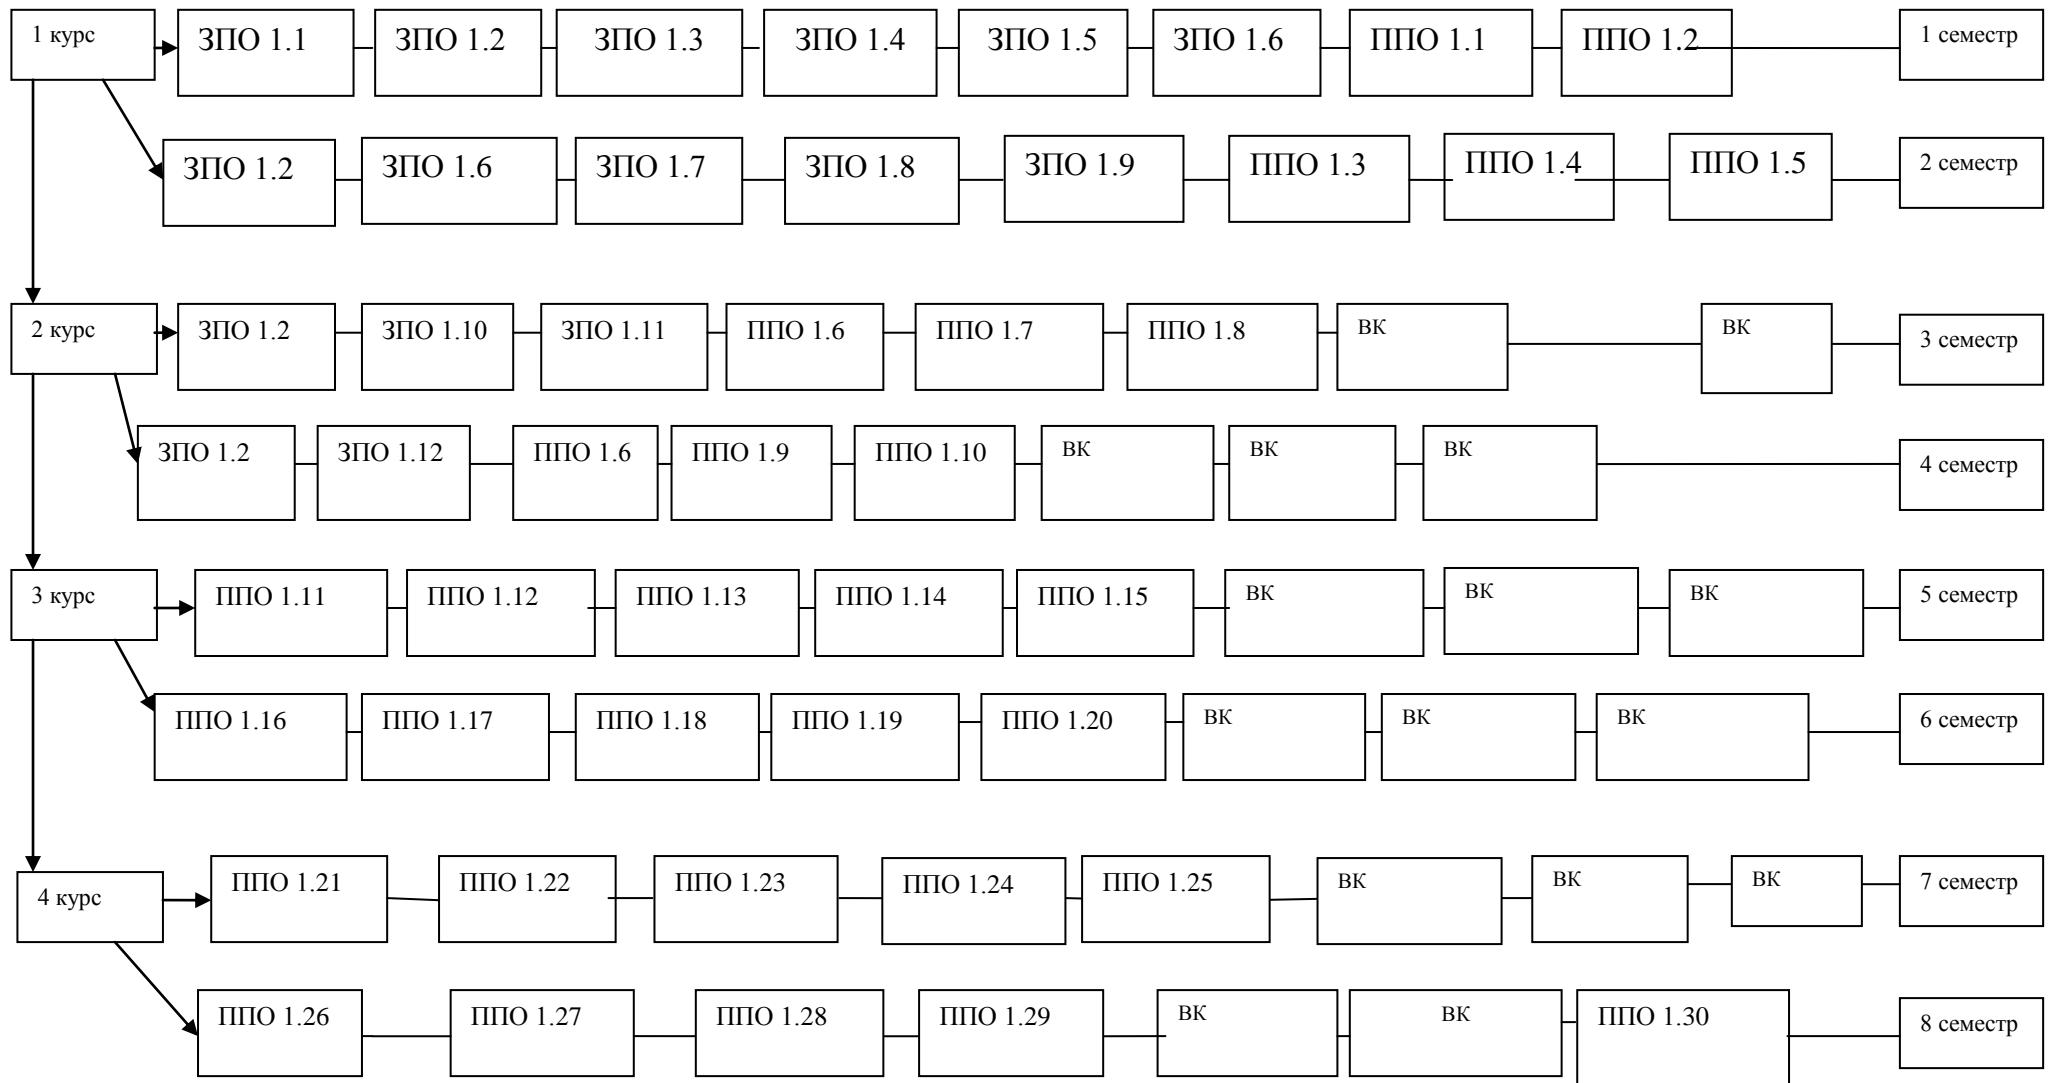 1 курс ЗПО 1.1 ЗПО 1.2 ЗПО 1.3 ЗПО 1.4 ЗПО 1.5 ЗПО 1.6 ППО 1.1 ППО 1.2 1 семестр
ЗПО 1.2 ЗПО 1.6 ЗПО 1.7 ЗПО 1.8 ЗПО 1.9 ППО 1.3 ППО 1.4 ППО 1.5 2 семестр
2 курс ЗПО 1.2 ЗПО 1.10 ЗПО 1.11 ППО 1.6 ППО 1.7 ППО 1.8 ВК ВК 3 семестр
ЗПО 1.2 ЗПО 1.12 ППО 1.6 ППО 1.9 ППО 1.10 ВК ВК ВК 4 семестр
3 курс ППО 1.11 ППО 1.12 ППО 1.13 ППО 1.14 ППО 1.15 ВК ВК ВК 5 семестр
ППО 1.16 ППО 1.17 ППО 1.18 ППО 1.19 ППО 1.20 ВК ВК ВК 6 семестр
4 курс ППО 1.21 ППО 1.22 ППО 1.23 ППО 1.24 ППО 1.25 ВК ВК ВК 7 семестр
ППО 1.26 ППО 1.27 ППО 1.28 ППО 1.29 ВК ВК ППО 1.30 8 семестр